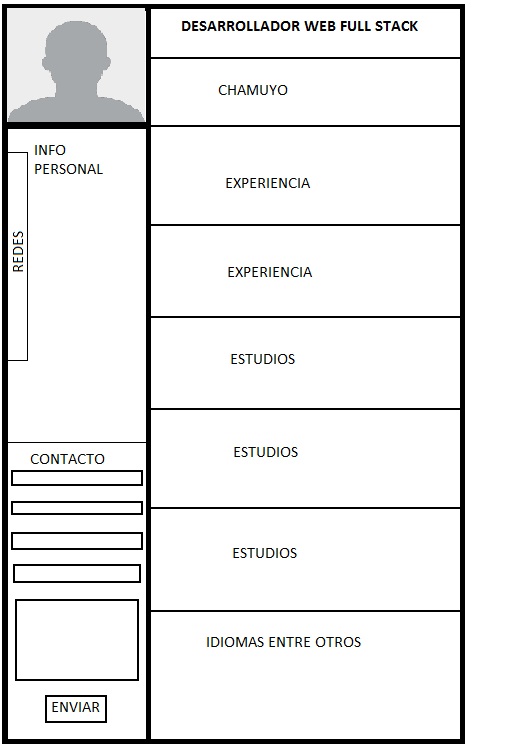 DESARROLLADOR WEB FULL STACK
CHAMUYO
INFO
PERSONAL
REDES
EXPERIENCIA
EXPERIENCIA
ESTUDIOS
ESTUDIOS
ESTUDIOS
IDIOMAS ENTRE OTROS
CONTACTO
ENVIAR